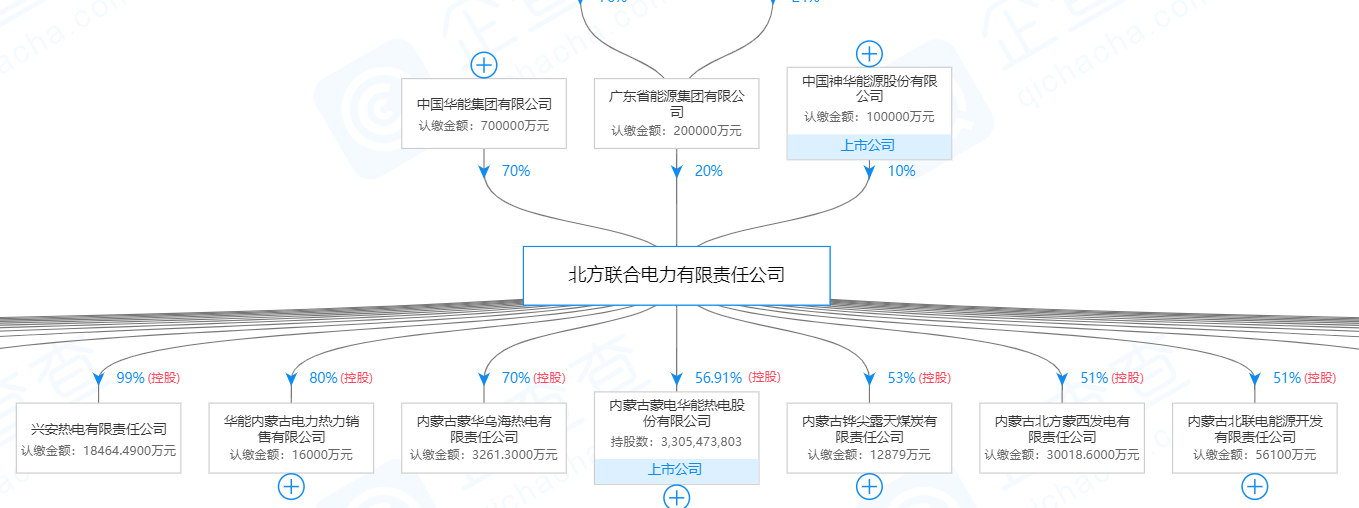 中国华能集团有限公司
认缴金额：700000万元
广东省能源集团有限公
司
认缴金额：200000万元
中国神华能源股份有限
公司
认缴金额：100000万元
上市公司
70%
20%
10%
北方联合电力有限责任公司
99% (控股)
80% (控股)
70% (控股)
56.91% (控股)
53% (控股)
51% (控股)
51% (控股)
兴安热电有限责任公司
认缴金额：18464.4900万元
华能内蒙古电力热力销
售有限公司
认缴金额：16000万元
内蒙古蒙华乌海热电有
限责任公司
认缴金额：3261.3000万元
内蒙古蒙电华能热电股
份有限公司
持股数：3,305,473,803
上市公司
内蒙古铧尖露天煤炭有
限责任公司
认缴金额：12879万元
内蒙古北方蒙西发电有
限责任公司
认缴金额：30018.6000万元
内蒙古北联电能源开发
有限责任公司
认缴金额：56100万元
企查查
qichacha.com